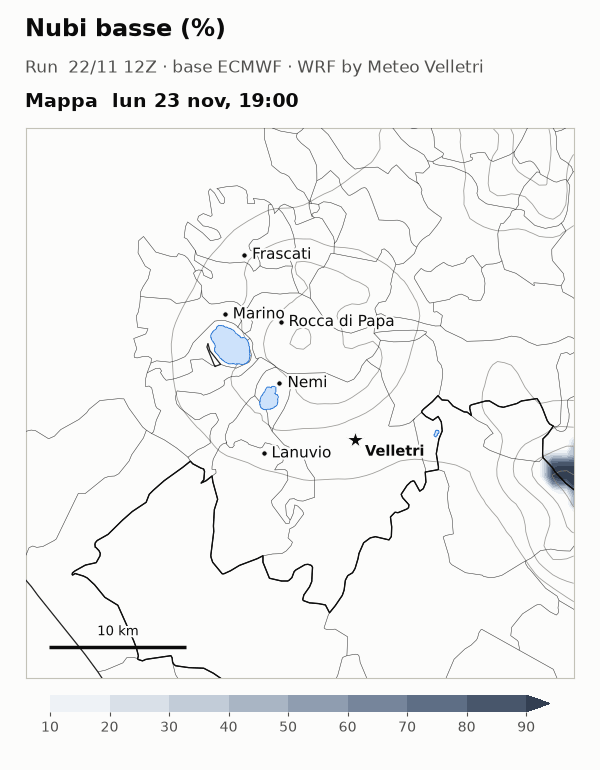 Nubi basse (%)
Run  22/11 12Z · base ECMWF · WRF by Meteo Velletri
Mappa  lun 23 nov, 19:00
Frascati
Marino
Rocca di Papa
Nemi
Velletri
Lanuvio
10 km
10 20 30 40 50 60 70 80 90